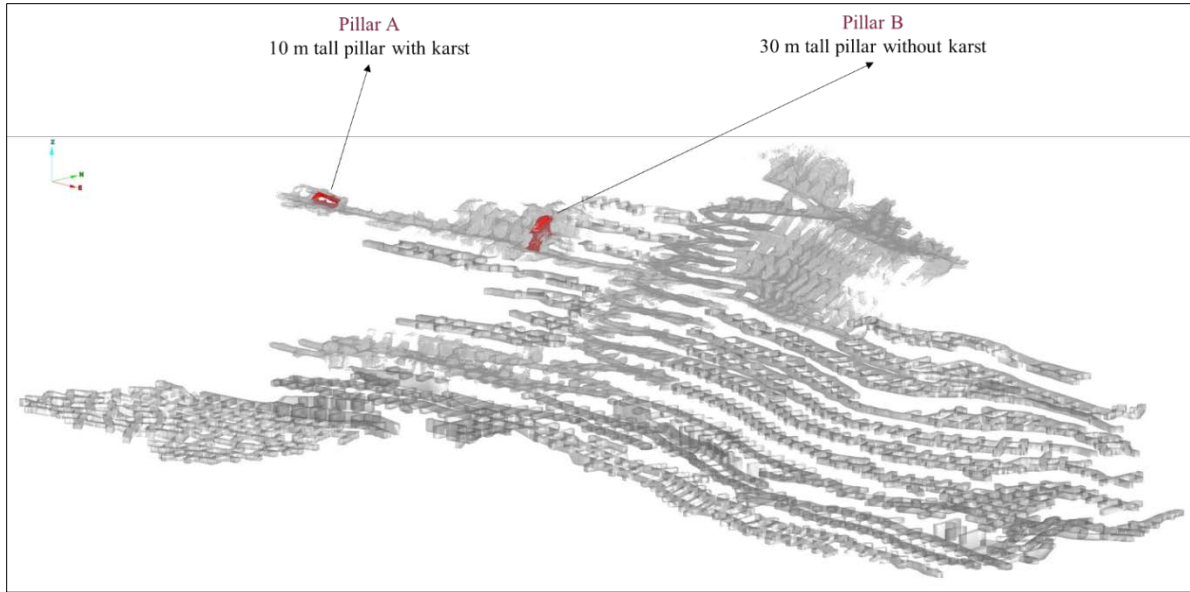 Pillar A
10 m tall pillar with karst
Pillar B
30 m tall pillar without karst
Z
N
E